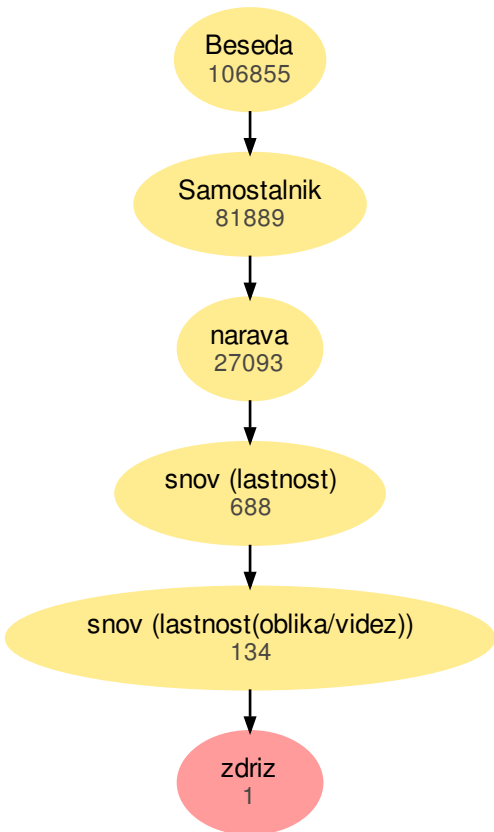 Beseda
106855
Samostalnik
81889
narava
27093
snov (lastnost)
688
snov (lastnost(oblika/videz))
134
zdriz
1